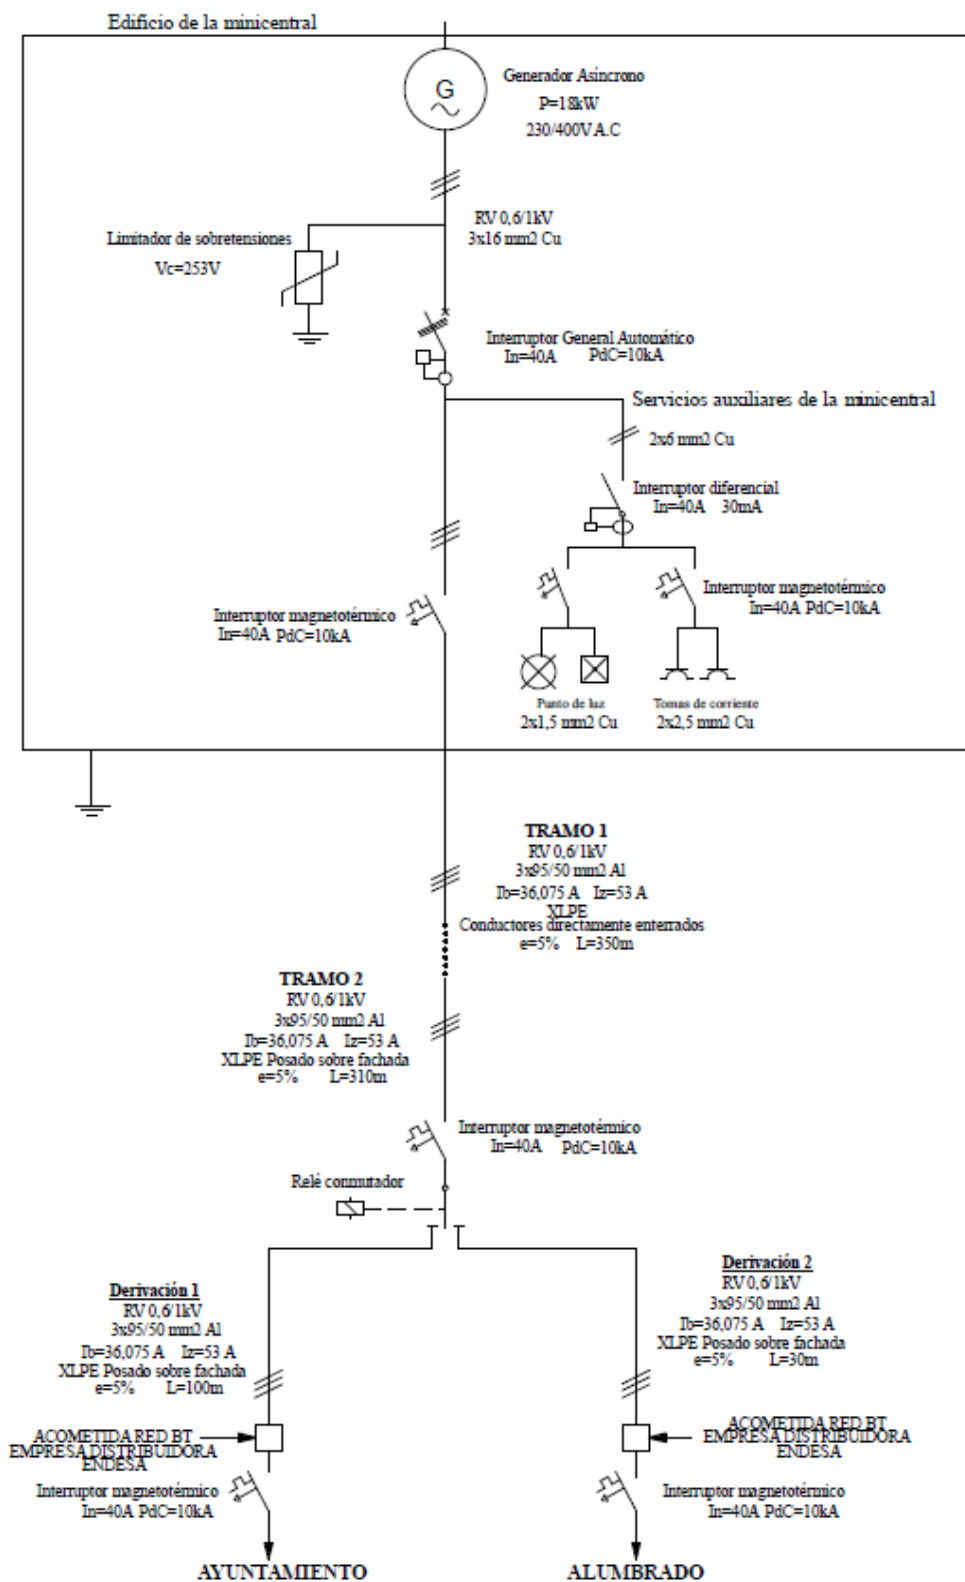 Edificio de la minicentral
G
Generador Asíncrono
P=18kW
230/400V A.C
RV 0,6/1kV
3x16 mm2 Cu
Limitador de sobretensiones
Vc=253V
Interruptor General Automático
In=40A PdC=10kA
Servicios auxiliares de la minicentral
2x6 mm2 Cu
Interruptor diferencial
In=40A 30mA
Interruptor magnetotérmico
In=40A PdC=10kA
Interruptor magnetotérmico
In=40A PdC=10kA
Punto de luz
2x1,5 mm2 Cu
Tomas de corriente
2x2,5 mm2 Cu
TRAMO 1
RV 0,6/1kV
3x95/50 mm2 Al
Ib=36,075 A Iz=53 A
XLPE
Conductores directamente enterrados
e=5% L=350m
TRAMO 2
RV 0,6/1kV
3x95/50 mm2 Al
Ib=36,075 A Iz=53 A
XLPE Posado sobre fachada
e=5% L=310m
Interruptor magnetotérmico
In=40A PdC=10kA
Relé conmutador
Derivación 1
RV 0,6/1kV
3x95/50 mm2 Al
Ib=36,075 A Iz=53 A
XLPE Posado sobre fachada
e=5% L=100m
Derivación 2
RV 0,6/1kV
3x95/50 mm2 Al
Ib=36,075 A Iz=53 A
XLPE Posado sobre fachada
e=5% L=30m
ACOMETIDA RED BT
EMPRESA DISTRIBUIDORA
ENDESA
ACOMETIDA RED BT
EMPRESA DISTRIBUIDORA
ENDESA
Interruptor magnetotérmico
In=40A PdC=10kA
Interruptor magnetotérmico
In=40A PdC=10kA
AYUNTAMIENTO
ALUMBRADO